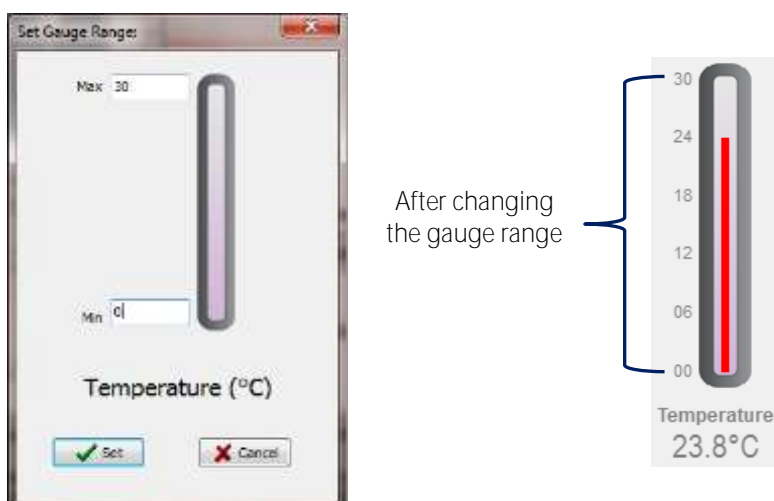 Set Gauge Range:
Max 30
Min 0
Temperature (°C)
Set Cancel
After changing
the gauge range
30
24
18
12
06
00
Temperature
23.8°C